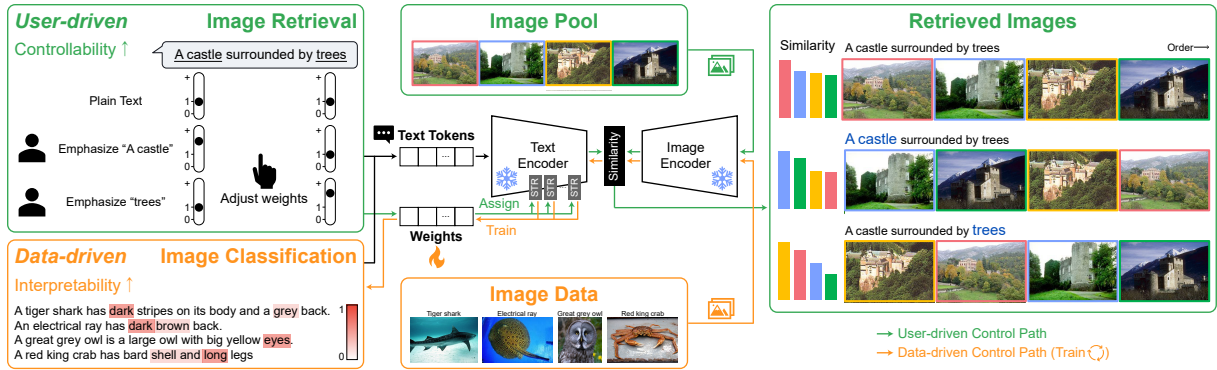 User-driven Image Retrieval
Controllability ↑
A castle surrounded by trees
Plain Text
+
1
0
+
1
0
Emphasize “A castle”
+
1
0
+
1
0
Emphasize “trees”
+
1
0
+
1
0
Adjust weights
Data-driven Image Classification
Interpretability ↑
A tiger shark has dark stripes on its body and a grey back.
An electrical ray has dark brown back.
A great grey owl is a large owl with big yellow eyes.
A red king crab has bard shell and long legs
1
0
Image Pool
Text Tokens
...
Text
Encoder
STR
STR
STR
Similarity
Image
Encoder
...
Assign
Train
Weights
Image Data
Tiger shark
Electrical ray
Great grey owl
Red king crab
Retrieved Images
Similarity
A castle surrounded by trees
Order
A castle surrounded by trees
A castle surrounded by trees
User-driven Control Path
Data-driven Control Path (Train )